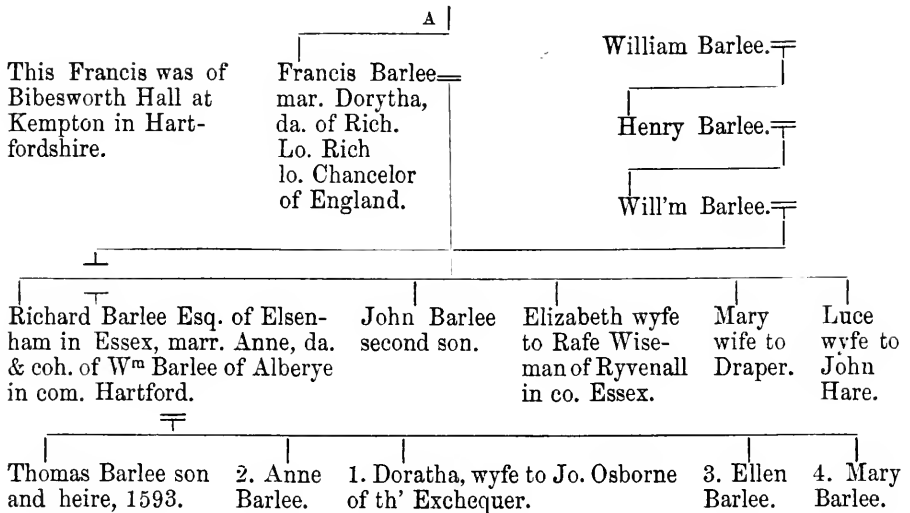 A
This Francis was of
Bibesworth Hall at
Kempton in Hart-
fordshire.
Francis Barlee
mar. Dorytha,
da. of Rich.
Lo. Rich
lo. Chancelor
of England.
William Barlee.
Henry Barlee.
Will'm Barlee.
Richard Barlee Esq. of Elsen-
ham in Essex, marr. Anne, da.
& coh. of Wm Barlee of Alberye
in com. Hartford.
John Barlee
second son.
Elizabeth wyfe
to Rafe Wise-
man of Ryvenall
in co. Essex.
Mary
wife to
Draper.
Luce
wyfe to
John
Hare.
Thomas Barlee son
and heire, 1593.
2. Anne
Barlee.
1. Doratha, wyfe to Jo. Osborne
of th' Exchequer.
3. Ellen
Barlee.
4. Mary
Barlee.